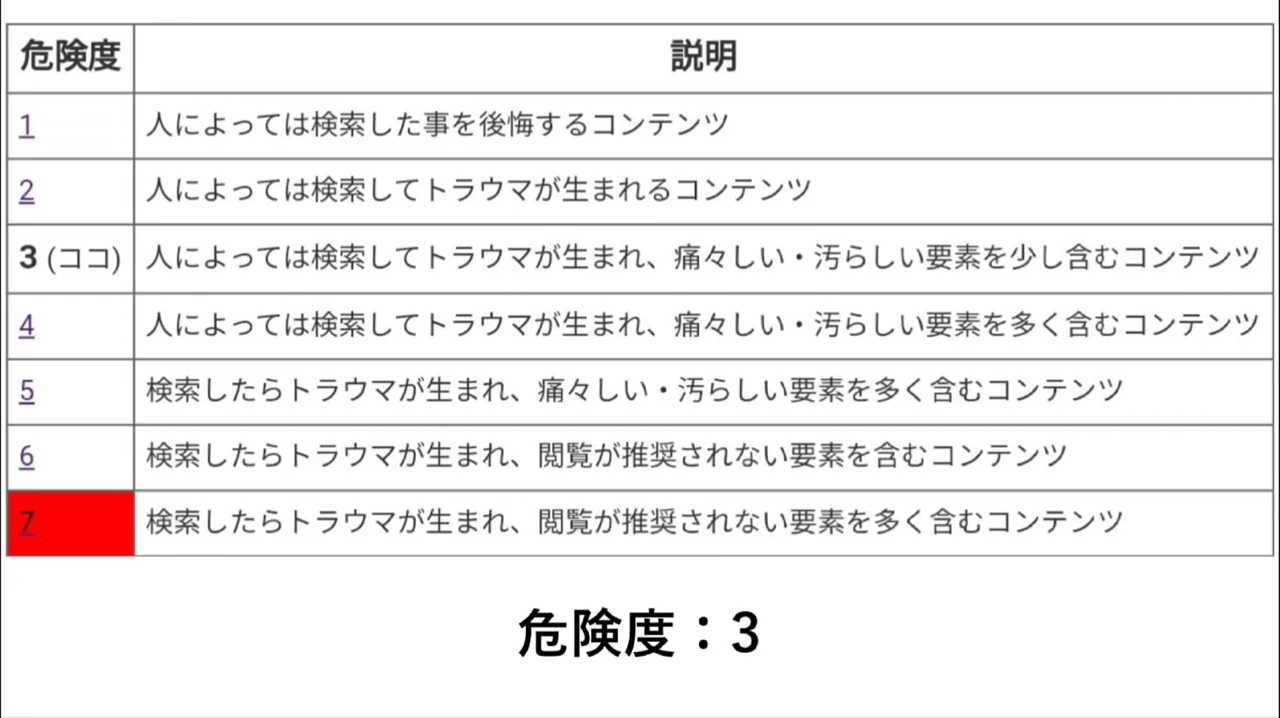 危険度 説明
1 人によっては検索した事を後悔するコンテンツ
2 人によっては検索してトラウマが生まれるコンテンツ
3 (ココ) 人によっては検索してトラウマが生まれ、痛々しい・汚らしい要素を少し含むコンテンツ
4 人によっては検索してトラウマが生まれ、痛々しい・汚らしい要素を多く含むコンテンツ
5 検索したらトラウマが生まれ、痛々しい・汚らしい要素を多く含むコンテンツ
6 検索したらトラウマが生まれ、閲覧が推奨されない要素を含むコンテンツ
7 検索したらトラウマが生まれ、閲覧が推奨されない要素を多く含むコンテンツ
危険度：3